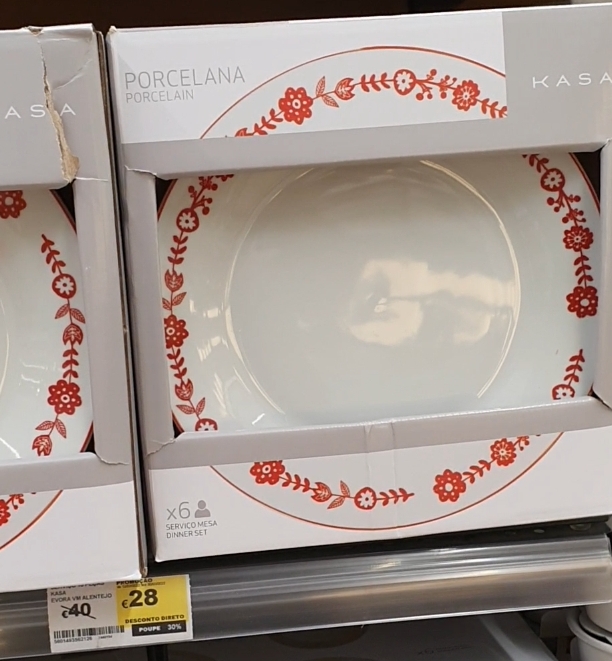 PORCELANA
PORCELAIN
KASA
ASA
x6
SERVIÇO MESA
DINNER SET
KASA
EVORA VM ALENTEJO
€40
PROMOÇÃO
€28
DESCONTO DIRETO
POUPE 30%